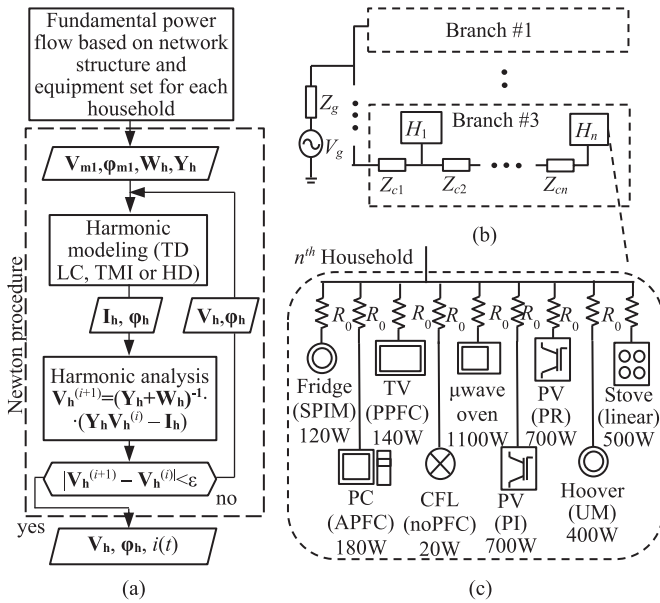 Fundamental power
flow based on network
structure and
equipment set for each
household
V_m1,φ_m1,W_h,Y_h
Newton procedure
Harmonic
modeling (TD
LC, TMI or HD)
I_h, φ_h
V_h,φ_h
Harmonic analysis
V_h^(i+1)=(Y_h+W_h)^-1·
·(Y_hV_h^(i) – I_h)
|V_h^(i+1) – V_h^(i)|<ε
no
yes
V_h, φ_h, i(t)
(a)
Branch #1
Z_g
V_g
Branch #3
H_1
H_n
Z_c1
Z_c2
Z_cn
(b)
n^th Household
R_0
R_0
R_0
R_0
R_0
R_0
R_0
R_0
Fridge
(SPIM)
120W
TV
(PPFC)
140W
μwave
oven
1100W
PV
(PR)
700W
Stove
(linear)
500W
PC
(APFC)
180W
CFL
(noPFC)
20W
PV
(PI)
700W
Hoover
(UM)
400W
(c)